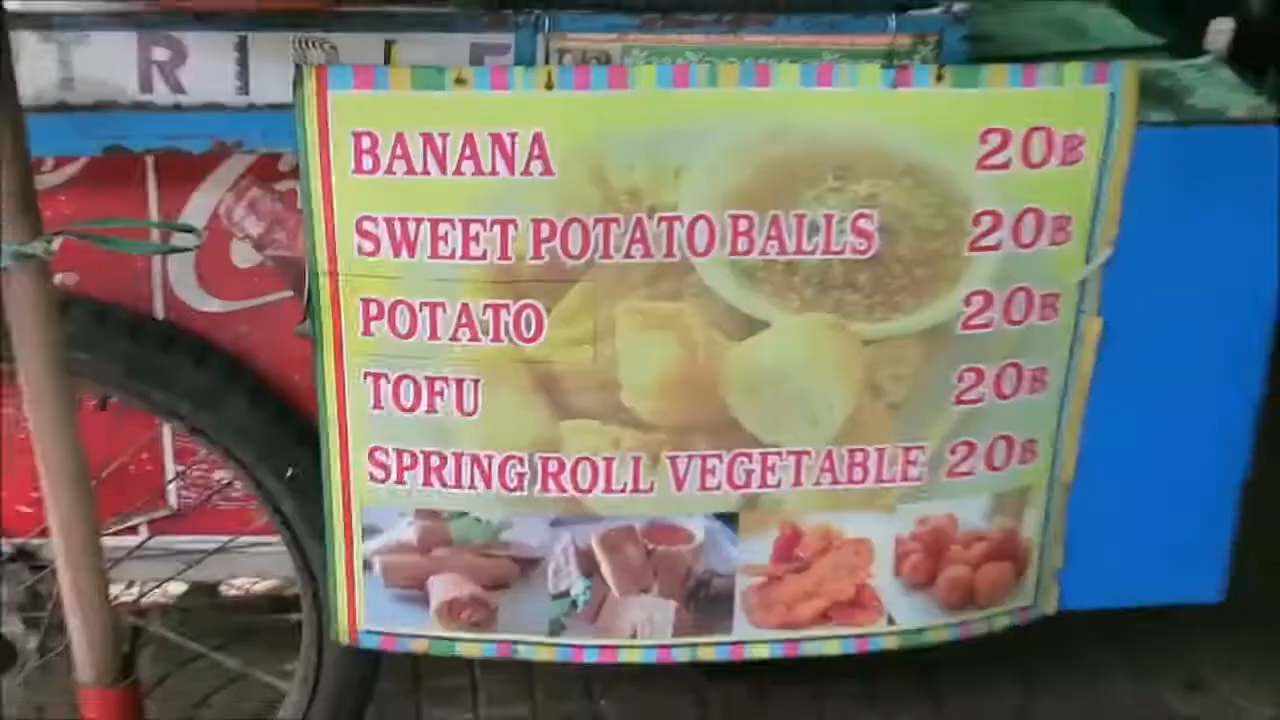 BANANA 20B
SWEET POTATO BALLS 20B
POTATO 20B
TOFU 20B
SPRING ROLL VEGETABLE 20B